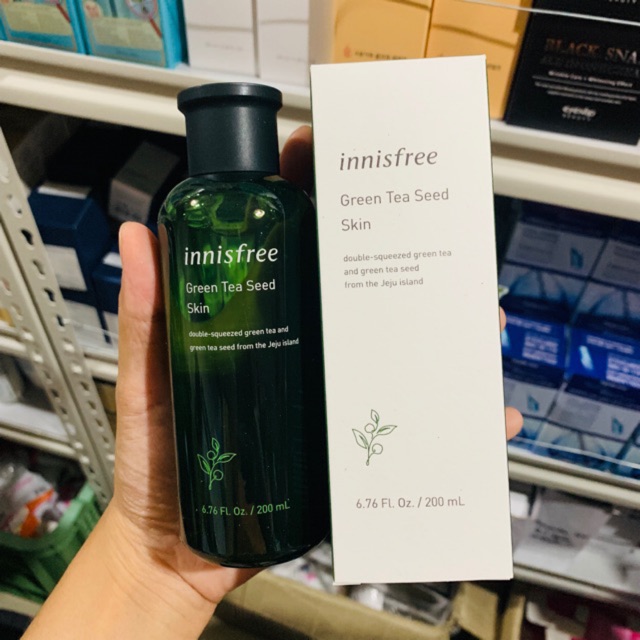 innisfree
Green Tea Seed
Skin
double-squeezed green tea and
green tea seed from the Jeju island
6.76 FL Oz. / 200 mL
innisfree
Green Tea Seed
Skin
double-squeezed green tea
and green tea seed
from the Jeju island
6.76 FL Oz. / 200 mL
BLACK SNA